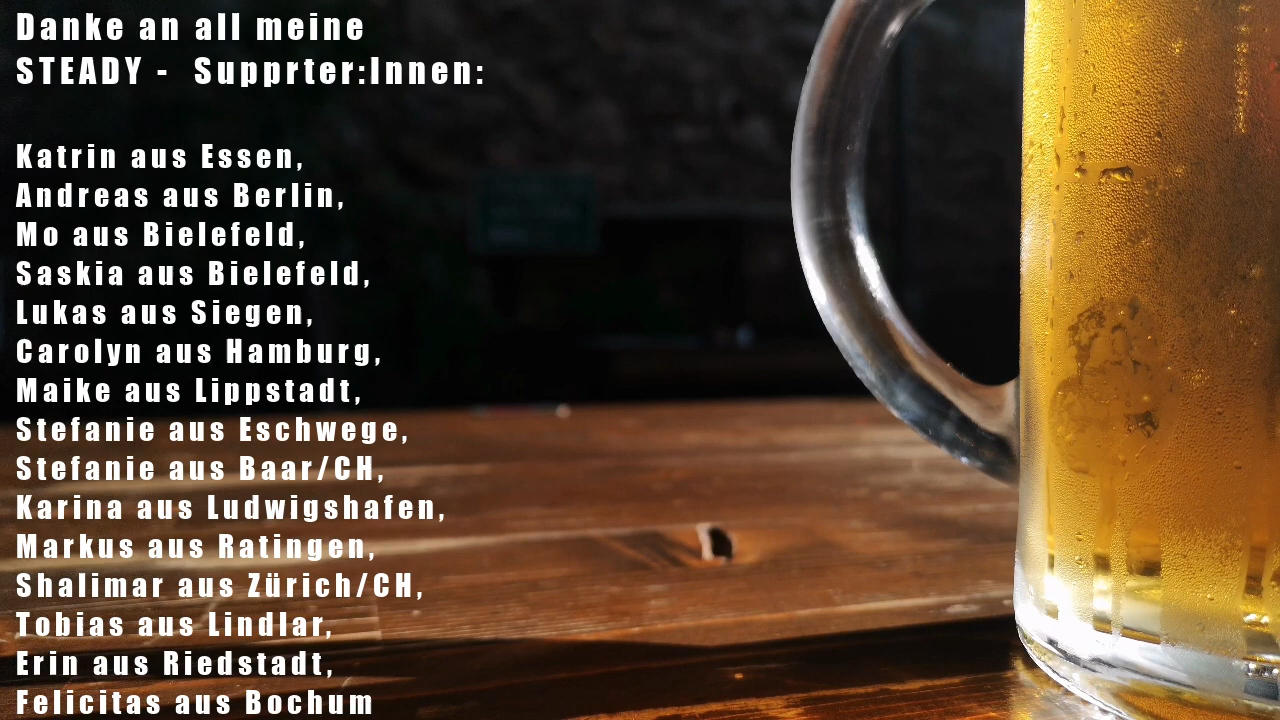 Danke an all meine
STEADY - Supprter:Innen:
Katrin aus Essen,
Andreas aus Berlin,
Mo aus Bielefeld,
Saskia aus Bielefeld,
Lukas aus Siegen,
Carolyn aus Hamburg,
Maike aus Lippstadt,
Stefanie aus Eschwege,
Stefanie aus Baar/CH,
Karina aus Ludwigshafen,
Markus aus Ratingen,
Shalimar aus Zürich/CH,
Tobias aus Lindlar,
Erin aus Riedstadt,
Felicitas aus Bochum